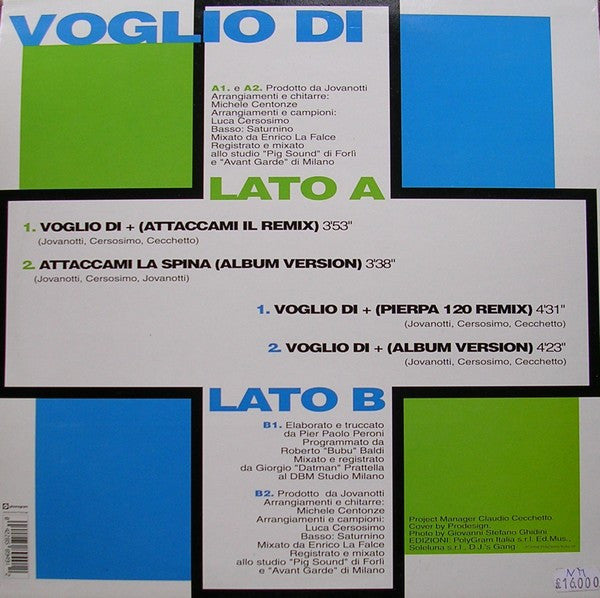 VOGLIO DI
A1. e A2. Prodotto da Jovanotti
Arrangiamenti e chitarre:
Michele Centonze
Arrangiamenti e campioni:
Luca Cersosimo
Basso: Saturnino
Mixato da Enrico La Falce
Registrato e mixato
allo studio "Pig Sound" di Forlì
e "Avant Garde" di Milano
LATO A
1. VOGLIO DI + (ATTACCAMI IL REMIX) 3'53"
(Jovanotti, Cersosimo, Cecchetto)
2. ATTACCAMI LA SPINA (ALBUM VERSION) 3'38"
(Jovanotti, Cersosimo, Jovanotti)
1. VOGLIO DI + (PIERPA 120 REMIX) 4'31"
(Jovanotti, Cersosimo, Cecchetto)
2. VOGLIO DI + (ALBUM VERSION) 4'23"
(Jovanotti, Cersosimo, Cecchetto)
LATO B
B1. Elaborato e truccato
da Pier Paolo Peroni
Programmato da
Roberto "Bubu" Baldi
Mixato e registrato
da Giorgio "Datman" Prattella
al DBM Studio Milano
B2. Prodotto da Jovanotti
Arrangiamenti e chitarre:
Michele Centonze
Arrangiamenti e campioni:
Luca Cersosimo
Basso: Saturnino
Mixato da Enrico La Falce
Registrato e mixato
allo studio "Pig Sound" di Forlì
e "Avant Garde" di Milano
Project Manager Claudio Cecchetto.
Cover by Prodesign.
Photo by Giovanni Stefano Ghidini
EDIZIONI: PolyGram Italia s.r.l. Ed.Mus.,
Soleluna s.r.l., D.J.'s Gang
phonogram
NM
£16.000